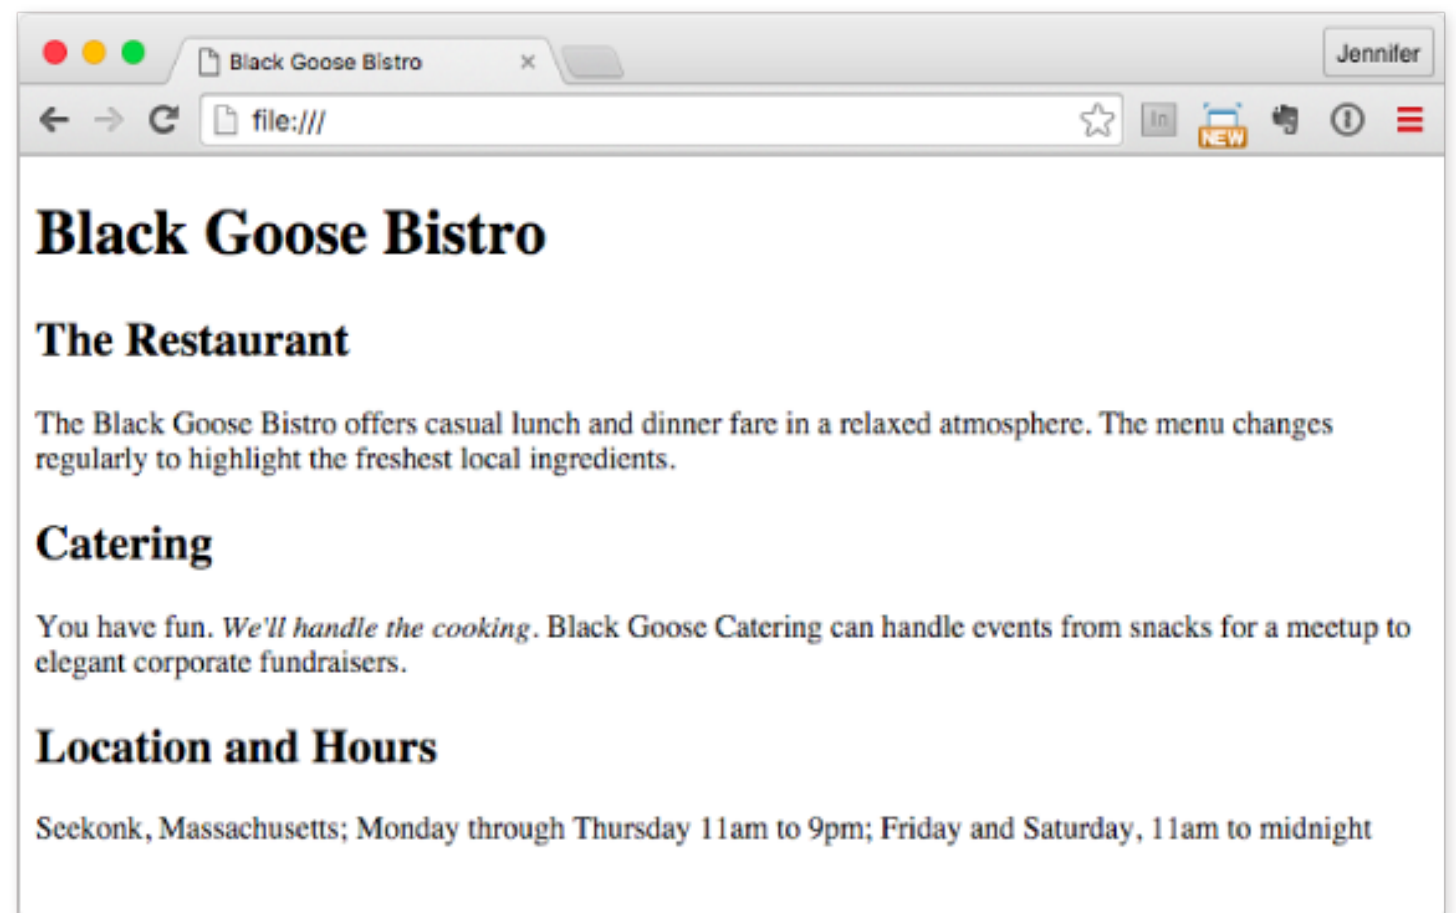 Black Goose Bistro
Jennifer
file:///
In
NEW
Black Goose Bistro
The Restaurant
The Black Goose Bistro offers casual lunch and dinner fare in a relaxed atmosphere. The menu changes
regularly to highlight the freshest local ingredients.
Catering
You have fun. We'll handle the cooking. Black Goose Catering can handle events from snacks for a meetup to
elegant corporate fundraisers.
Location and Hours
Seekonk, Massachusetts; Monday through Thursday 11am to 9pm; Friday and Saturday, 11am to midnight